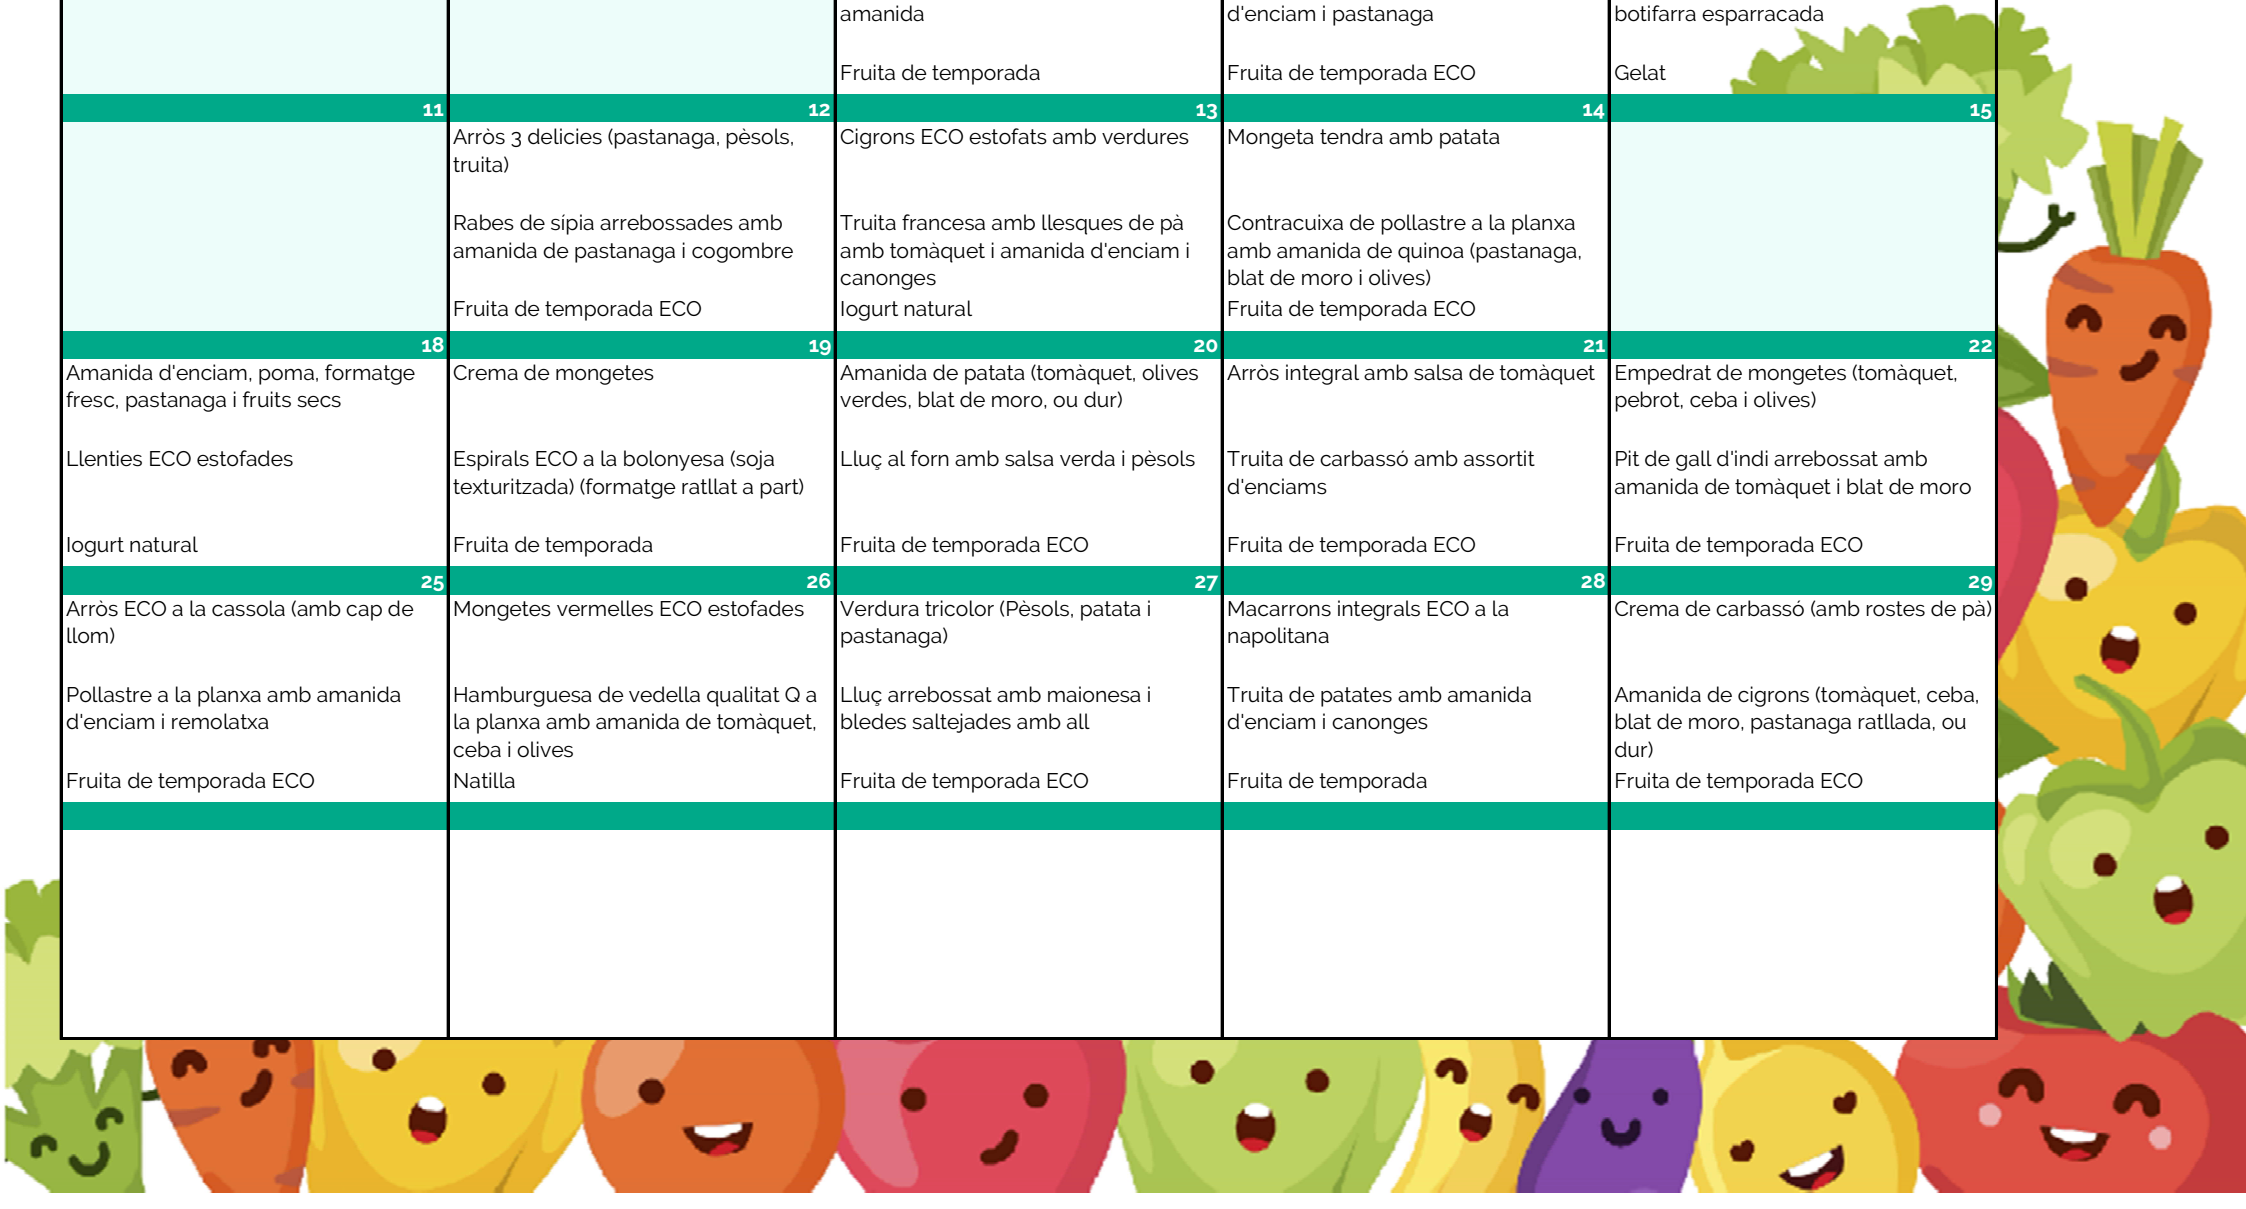 amanida
Fruita de temporada
d'enciam i pastanaga
Fruita de temporada ECO
botifarra esparracada
Gelat
11
12
13
14
15
Arròs 3 delicies (pastanaga, pèsols,
truita)
Rabes de sípia arrebossades amb
amanida de pastanaga i cogombre
Fruita de temporada ECO
Cigrons ECO estofats amb verdures
Truita francesa amb llesques de pà
amb tomàquet i amanida d'enciam i
canonges
Iogurt natural
Mongeta tendra amb patata
Contracuixa de pollastre a la planxa
amb amanida de quinoa (pastanaga,
blat de moro i olives)
Fruita de temporada ECO
18
19
20
21
22
Amanida d'enciam, poma, formatge
fresc, pastanaga i fruits secs
Llenties ECO estofades
Iogurt natural
Crema de mongetes
Espirals ECO a la bolonyesa (soja
texturitzada) (formatge ratllat a part)
Fruita de temporada
Amanida de patata (tomàquet, olives
verdes, blat de moro, ou dur)
Lluç al forn amb salsa verda i pèsols
Fruita de temporada ECO
Arròs integral amb salsa de tomàquet
Truita de carbassó amb assortit
d'enciams
Fruita de temporada ECO
Empedrat de mongetes (tomàquet,
pebrot, ceba i olives)
Pit de gall d'indi arrebossat amb
amanida de tomàquet i blat de moro
Fruita de temporada ECO
25
26
27
28
29
Arròs ECO a la cassola (amb cap de
llom)
Pollastre a la planxa amb amanida
d'enciam i remolatxa
Fruita de temporada ECO
Mongetes vermelles ECO estofades
Hamburguesa de vedella qualitat Q a
la planxa amb amanida de tomàquet,
ceba i olives
Natilla
Verdura tricolor (Pèsols, patata i
pastanaga)
Lluç arrebossat amb maionesa i
bledes saltejades amb all
Fruita de temporada ECO
Macarrons integrals ECO a la
napolitana
Truita de patates amb amanida
d'enciam i canonges
Fruita de temporada
Crema de carbassó (amb rostes de pà)
Amanida de cigrons (tomàquet, ceba,
blat de moro, pastanaga ratllada, ou
dur)
Fruita de temporada ECO